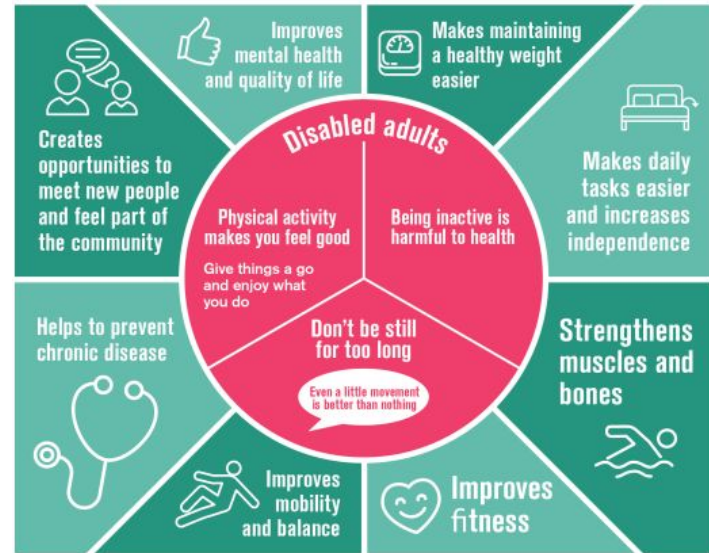 Improves
mental health
and quality of life
Makes maintaining
a healthy weight
easier
Creates
opportunities to
meet new people
and feel part of
the community
Disabled adults
Makes daily
tasks easier
and increases
independence
Physical activity
makes you feel good
Give things a go
and enjoy what
you do
Being inactive is
harmful to health
Helps to prevent
chronic disease
Don't be still
for too long
Even a little movement
is better than nothing
Strengthens
muscles and
bones
Improves
mobility
and balance
Improves
fitness